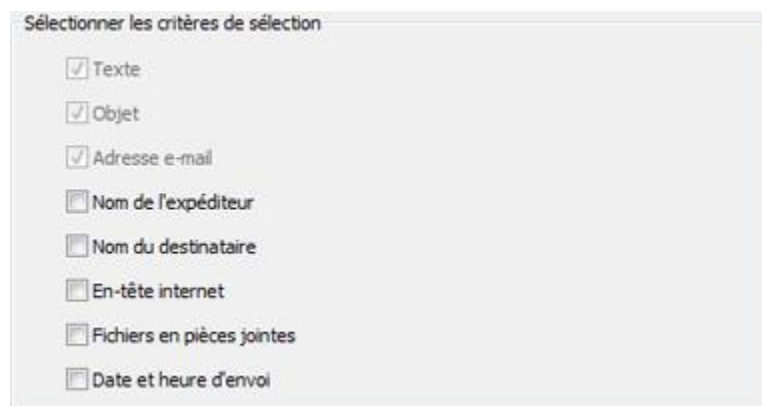 Sélectionner les critères de sélection
Texte
Objet
Adresse e-mail
Nom de l'expéditeur
Nom du destinataire
En-tête internet
Fichiers en pièces jointes
Date et heure d'envoi